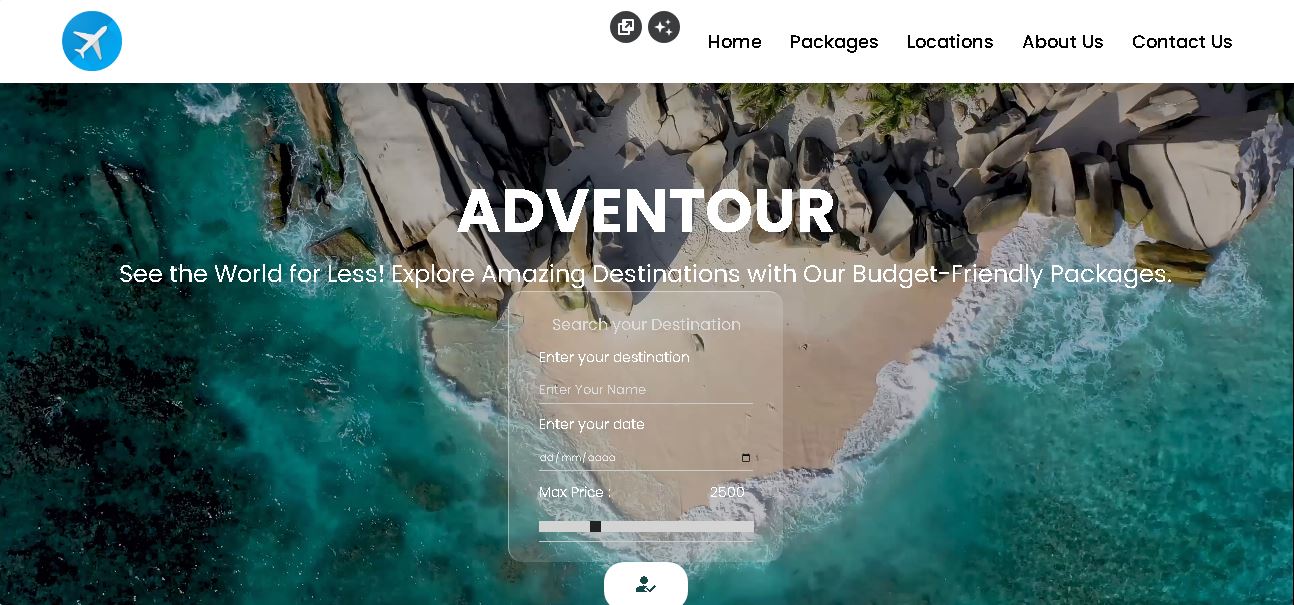 Home Packages Locations About Us Contact Us
ADVENTOUR
See the World for Less! Explore Amazing Destinations with Our Budget-Friendly Packages.
Search your Destination
Enter your destination
Enter Your Name
Enter your date
dd/mm/aaaa
Max Price : 2500